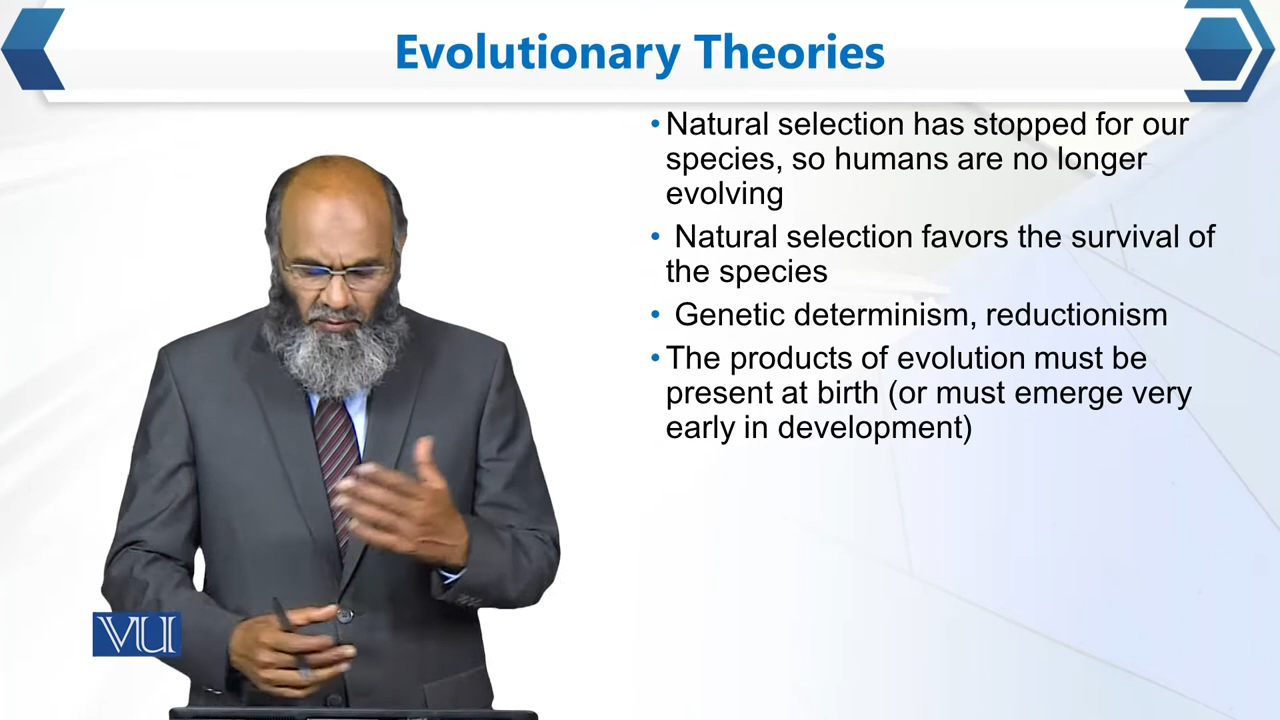 Evolutionary Theories
•Natural selection has stopped for our
species, so humans are no longer
evolving
• Natural selection favors the survival of
the species
• Genetic determinism, reductionism
•The products of evolution must be
present at birth (or must emerge very
early in development)
VU